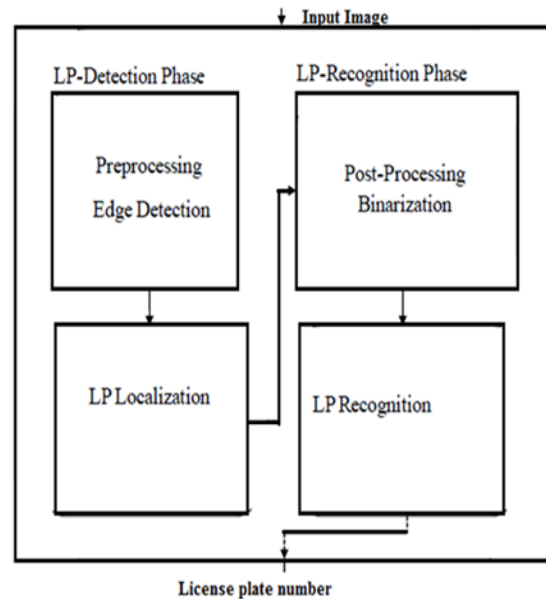 Input Image
LP-Detection Phase
Preprocessing
Edge Detection
LP Localization
LP-Recognition Phase
Post-Processing
Binarization
LP Recognition
License plate number